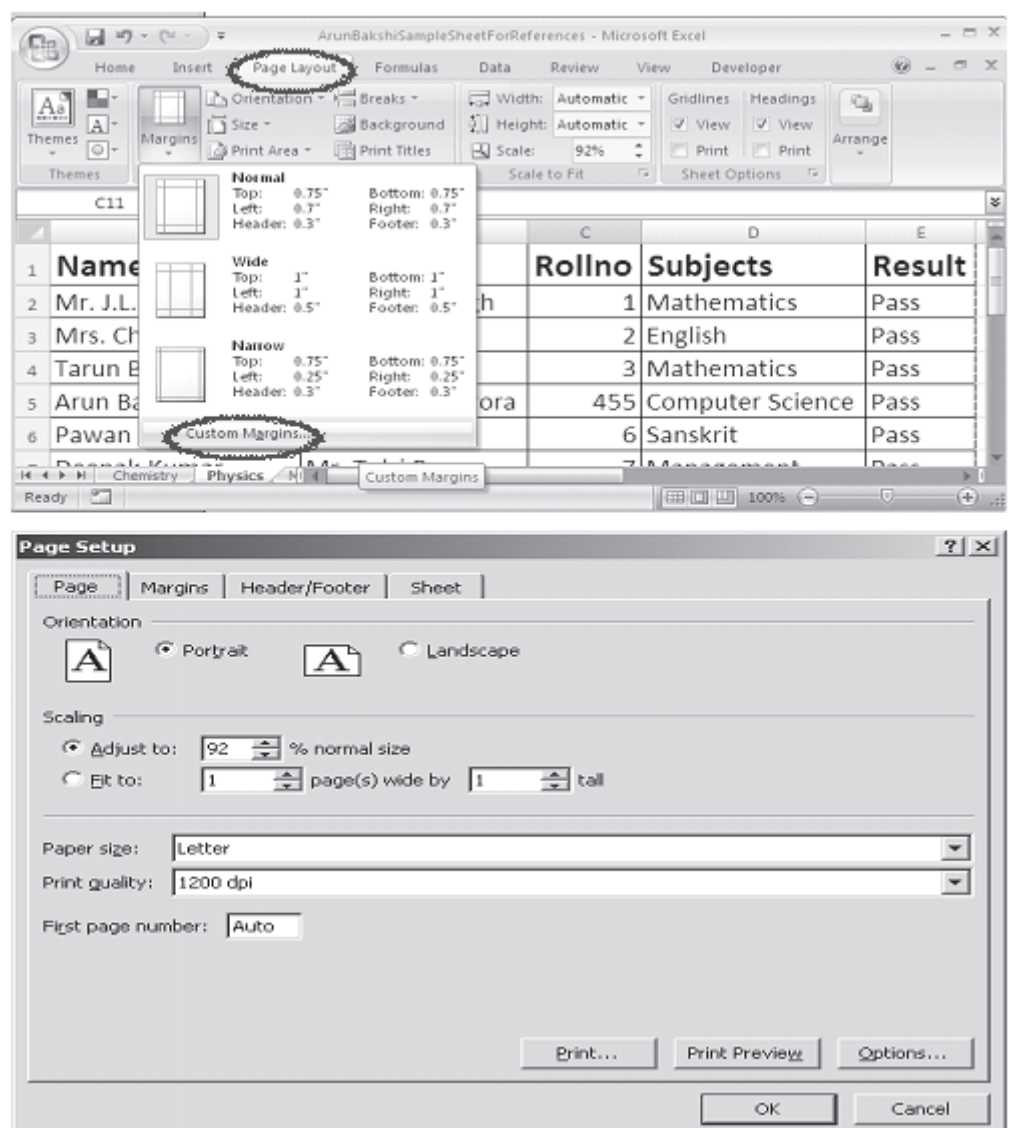 ArunBakshiSampleSheetForReferences - Microsoft Excel
Home Insert Page Layout Formulas Data Review View Developer
Themes
Themes
Margins
Orientation
Size
Print Area
Breaks
Background
Print Titles
Width: Automatic
Height: Automatic
Scale: 92%
Scale to Fit
Gridlines Headings
View View
Print Print
Sheet Options
Arrange
C11
Normal
Top: 0.75" Bottom: 0.75"
Left: 0.7" Right: 0.7"
Header: 0.3" Footer: 0.3"
Wide
Top: 1" Bottom: 1"
Left: 1" Right: 1"
Header: 0.5" Footer: 0.5"
Narrow
Top: 0.75" Bottom: 0.75"
Left: 0.25" Right: 0.25"
Header: 0.3" Footer: 0.3"
Custom Margins...
Custom Margins
C D E
1 Name Rollno Subjects Result
2 Mr. J.L. 1 Mathematics Pass
3 Mrs. 2 English Pass
4 Tarun 3 Mathematics Pass
5 Arun ora 455 Computer Science Pass
6 Pawan 6 Sanskrit Pass
Chemistry Physics
Ready 100%
Page Setup
Page Margins Header/Footer Sheet
Orientation
A Portrait A Landscape
Scaling
Adjust to: 92 % normal size
Fit to: 1 page(s) wide by 1 tall
Paper size: Letter
Print quality: 1200 dpi
First page number: Auto
Print... Print Preview Options...
OK Cancel